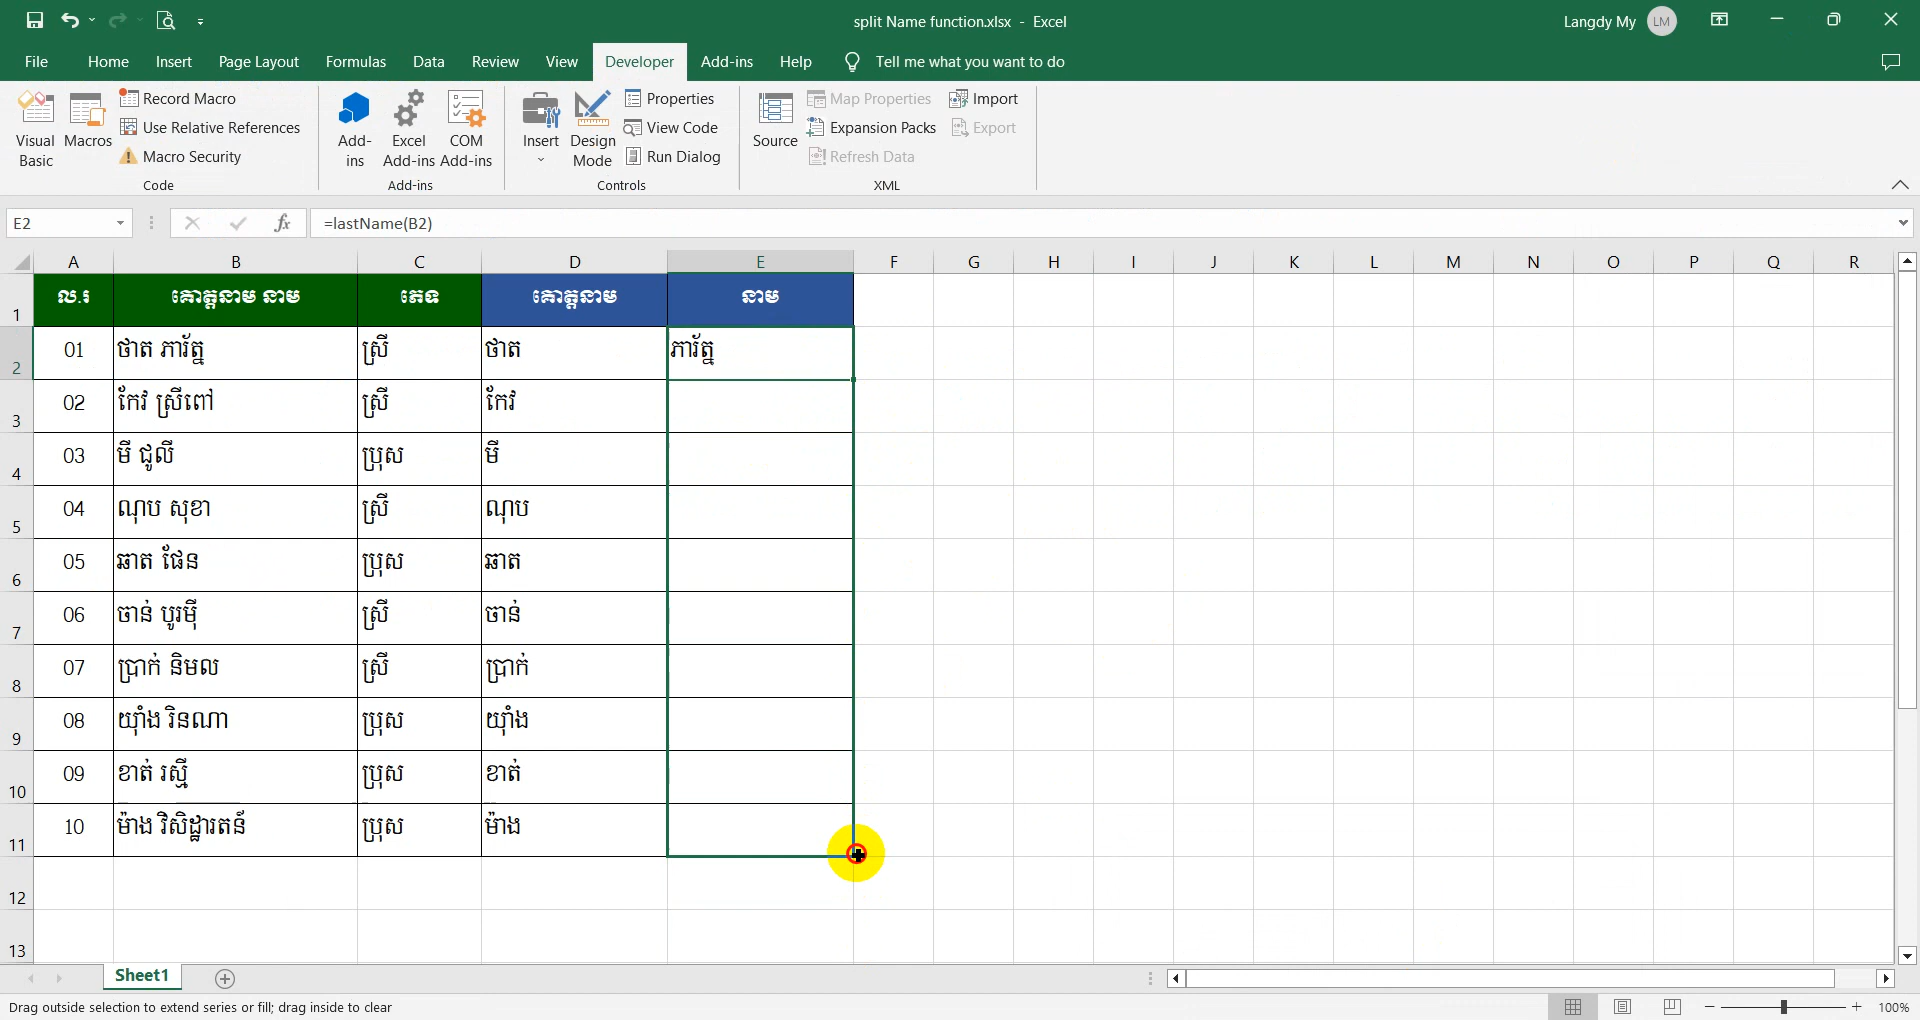 split Name function.xlsx - Excel
Langdy My LM
File Home Insert Page Layout Formulas Data Review View Developer Add-ins Help Tell me what you want to do
Visual Basic
Macros
Record Macro
Use Relative References
Macro Security
Code
Add-ins
Excel Add-ins
COM Add-ins
Add-ins
Insert
Design Mode
Properties
View Code
Run Dialog
Controls
Source
Map Properties
Expansion Packs
Refresh Data
Import
Export
XML
E2 fx =lastName(B2)
A B C D E F G H I J K L M N O P Q R
1 ល.រ គោត្តនាម នាម ភេទ គោត្តនាម នាម
2 01 ថាត ភារ័ត្ន ស្រី ថាត ភារ័ត្ន
3 02 កែវ ស្រីពៅ ស្រី កែវ
4 03 មី ជូលី ប្រុស មី
5 04 ណុប សុខា ស្រី ណុប
6 05 ឆាត ផែន ប្រុស ឆាត
7 06 ចាន់ បូរម៉ី ស្រី ចាន់
8 07 ប្រាក់ និមល ស្រី ប្រាក់
9 08 យ៉ាំង រិនណា ប្រុស យ៉ាំង
10 09 ខាត់ រស្មី ប្រុស ខាត់
11 10 ម៉ាង វិសិដ្ឋារតន៍ ប្រុស ម៉ាង
12
13
Sheet1
Drag outside selection to extend series or fill; drag inside to clear
100%